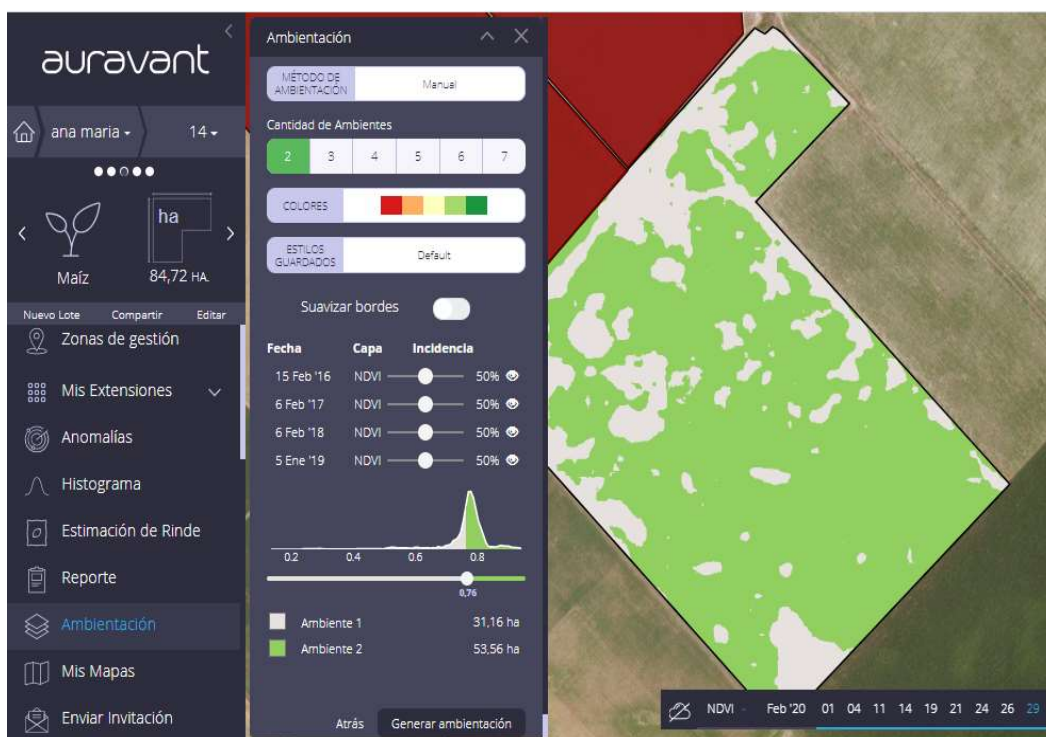 auravant
ana maria
14
ha
Maíz
84,72 HA.
Nuevo Lote Compartir Editar
Zonas de gestión
Mis Extensiones
Anomalías
Histograma
Estimación de Rinde
Reporte
Ambientación
Mis Mapas
Enviar Invitación
Ambientación
MÉTODO DE
AMBIENTACIÓN
Manual
Cantidad de Ambientes
2 3 4 5 6 7
COLORES
ESTILOS
GUARDADOS
Default
Suavizar bordes
Fecha Capa Incidencia
15 Feb '16 NDVI 50%
6 Feb '17 NDVI 50%
6 Feb '18 NDVI 50%
5 Ene '19 NDVI 50%
0.2 0.4 0.6 0.8
0,76
Ambiente 1 31,16 ha
Ambiente 2 53,56 ha
Atrás Generar ambientación
NDVI - Feb '20 01 04 11 14 19 21 24 26 29